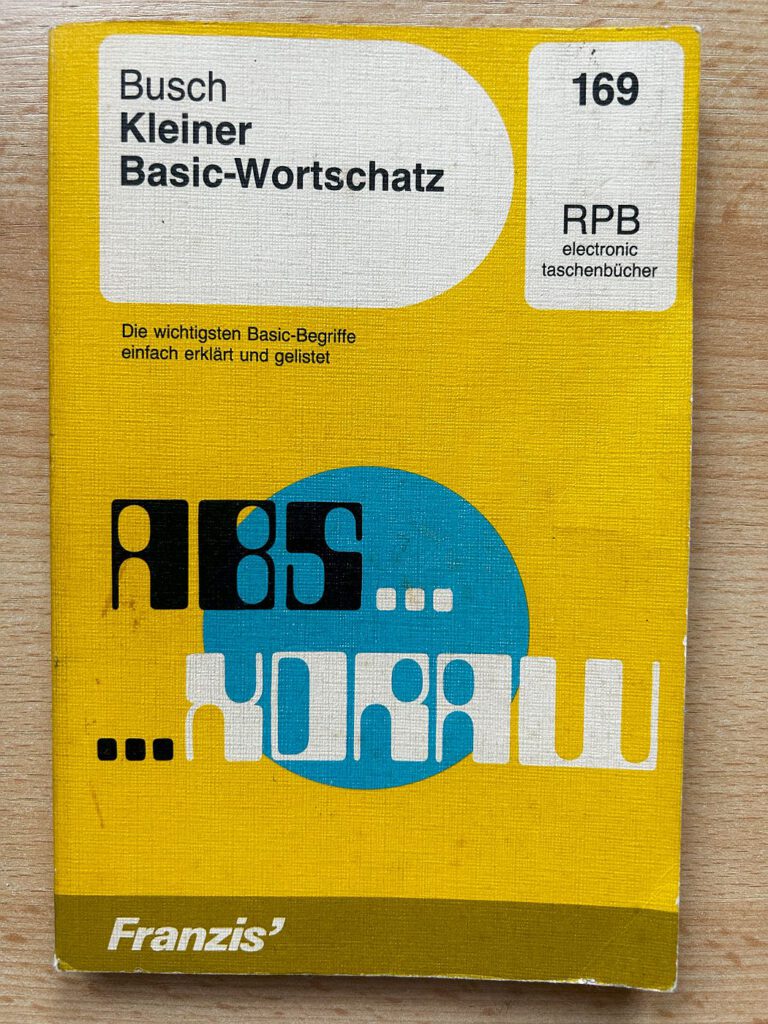 Busch
Kleiner
Basic-Wortschatz
169
RPB
electronic
taschenbücher
Die wichtigsten Basic-Begriffe
einfach erklärt und gelistet
ABS...
...XDRAW
Franzis’